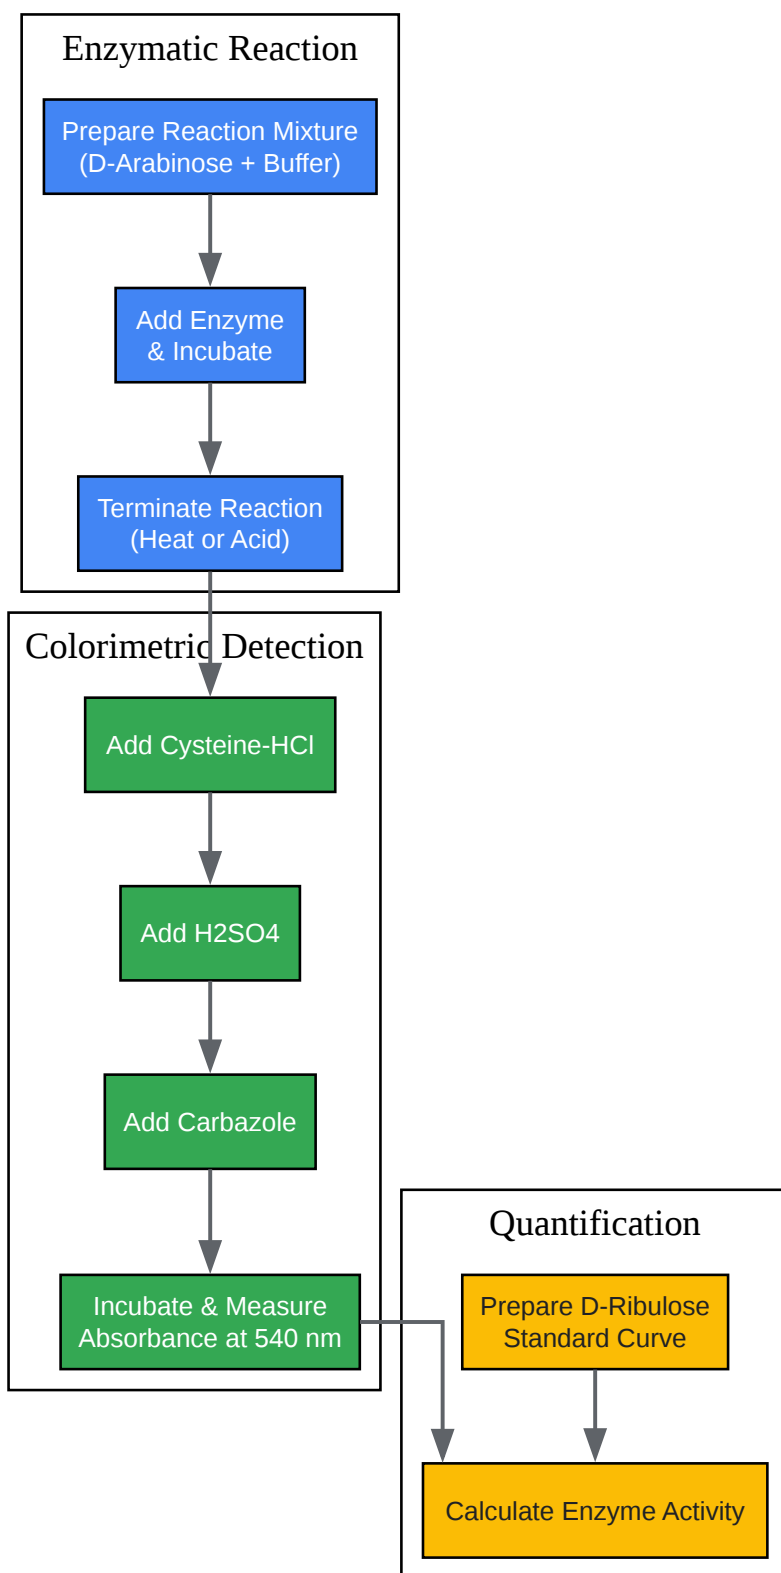 Enzymatic Reaction
Prepare Reaction Mixture
(D-Arabinose + Buffer)
Add Enzyme
& Incubate
Terminate Reaction
(Heat or Acid)
Colorimetric Detection
Add Cysteine-HCl
Add H2SO4
Add Carbazole
Incubate & Measure
Absorbance at 540 nm
Quantification
Prepare D-Ribulose
Standard Curve
Calculate Enzyme Activity